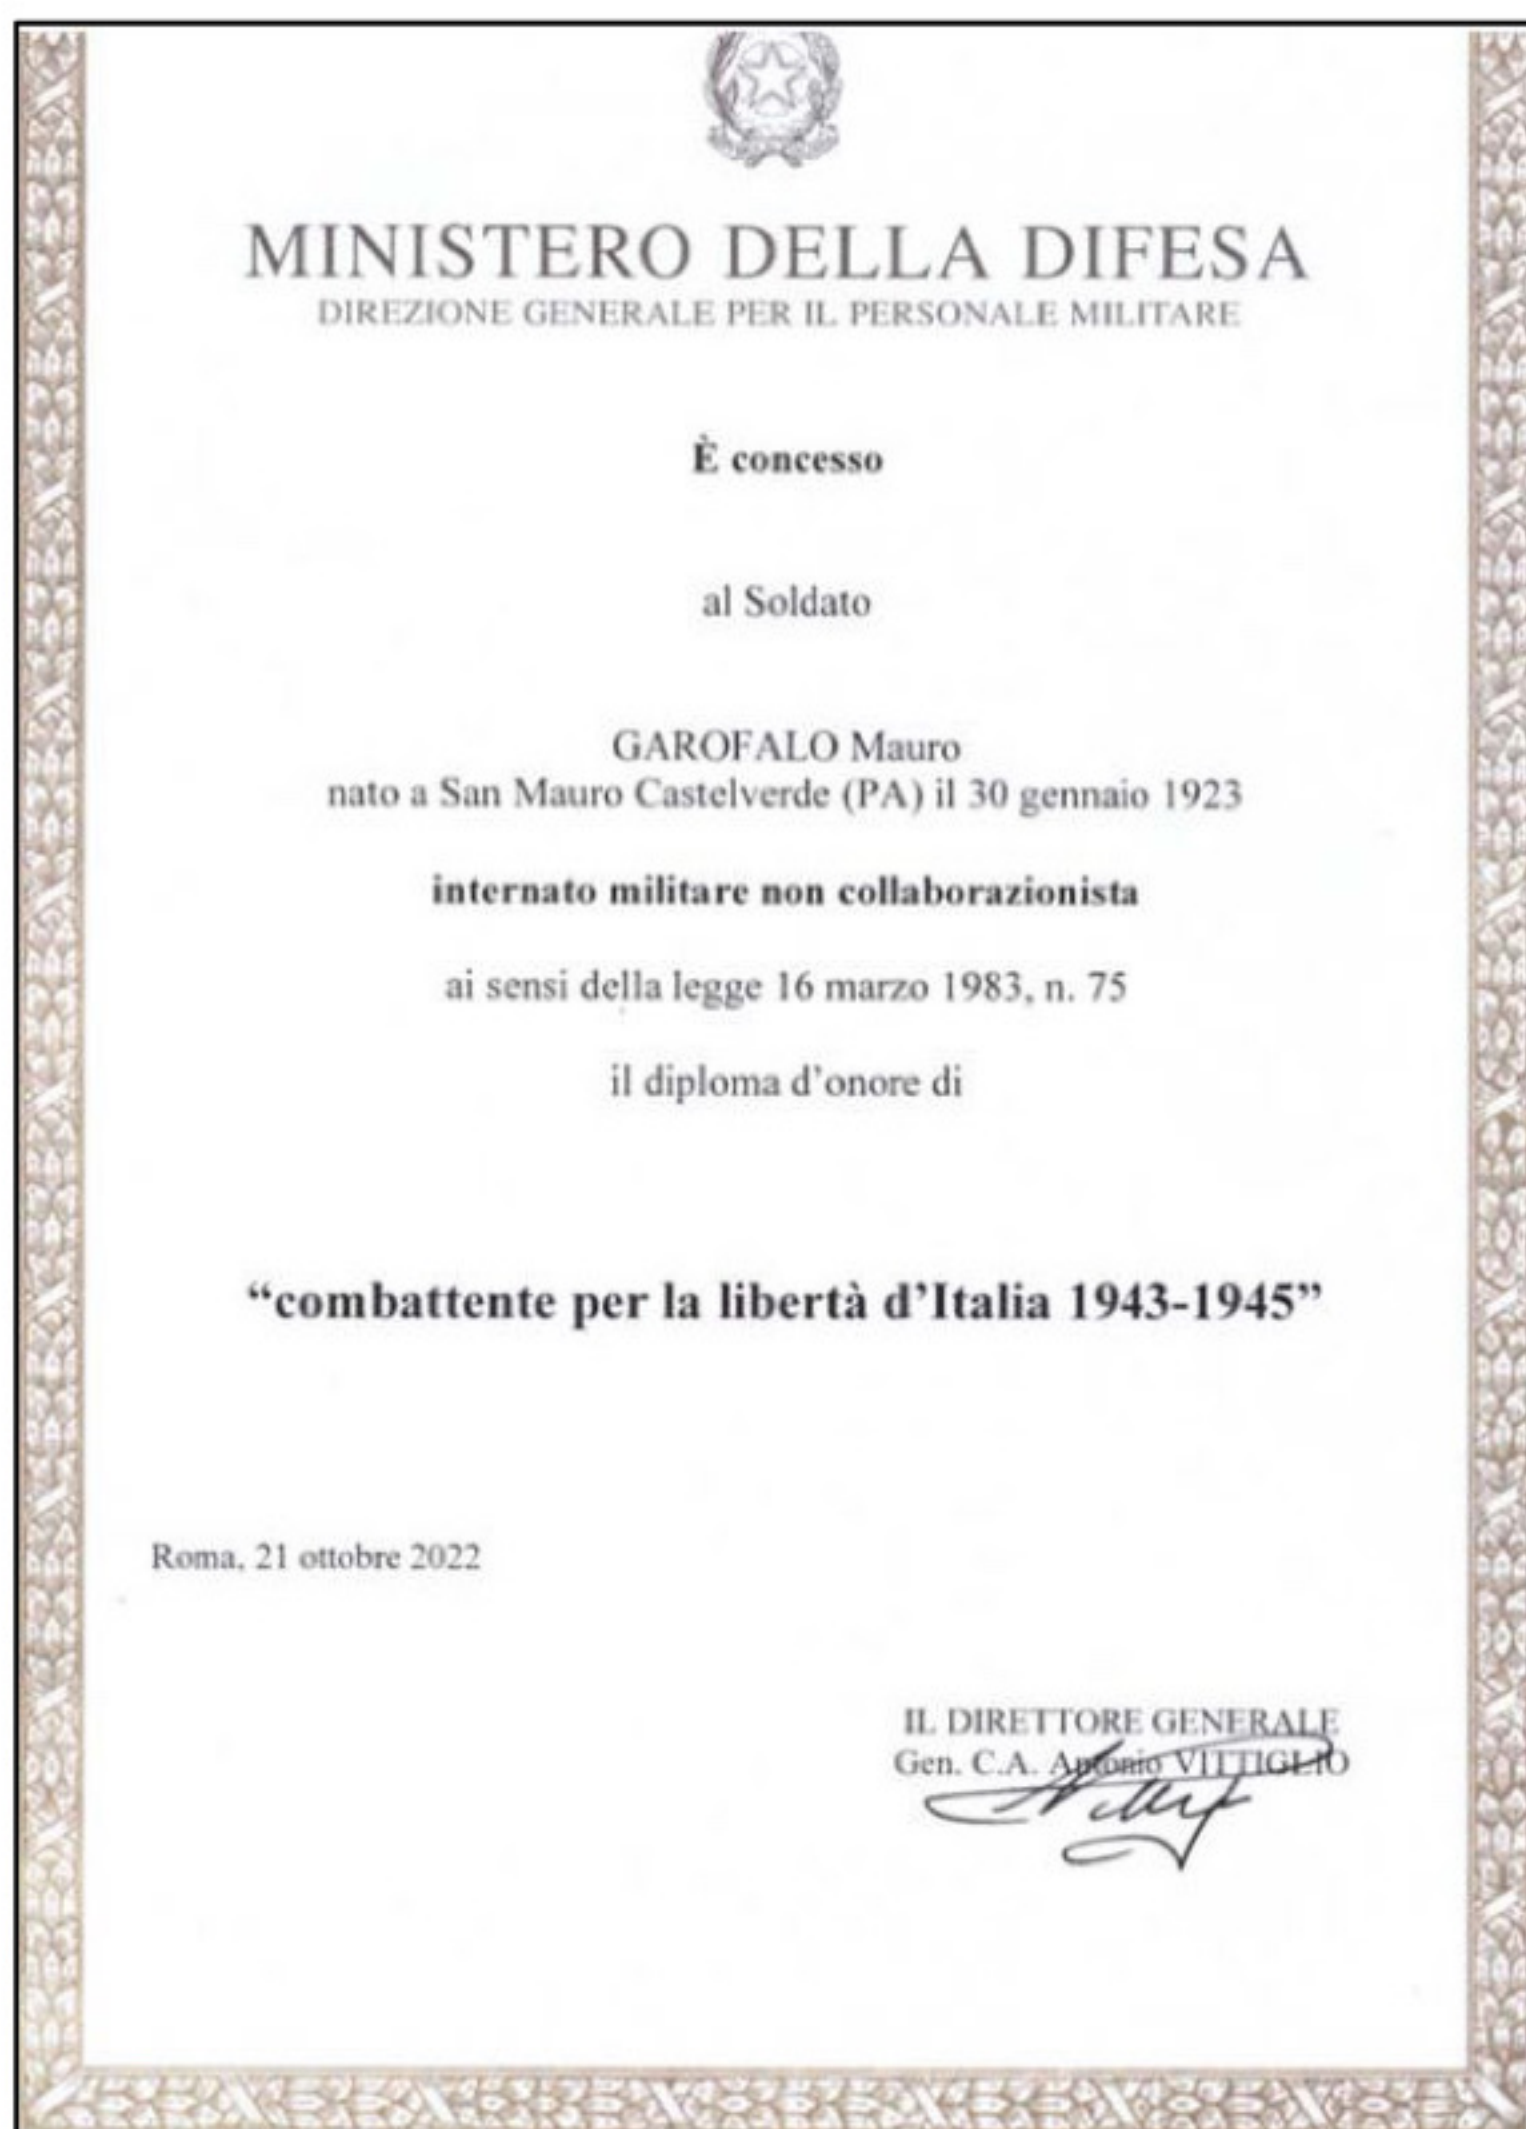 MINISTERO DELLA DIFESA
DIREZIONE GENERALE PER IL PERSONALE MILITARE
È concesso
al Soldato
GAROFALO Mauro
nato a San Mauro Castelverde (PA) il 30 gennaio 1923
internato militare non collaborazionista
ai sensi della legge 16 marzo 1983, n. 75
il diploma d’onore di
“combattente per la libertà d’Italia 1943-1945”
Roma, 21 ottobre 2022
IL DIRETTORE GENERALE
Gen. C.A. Antonio VITTIGLIO